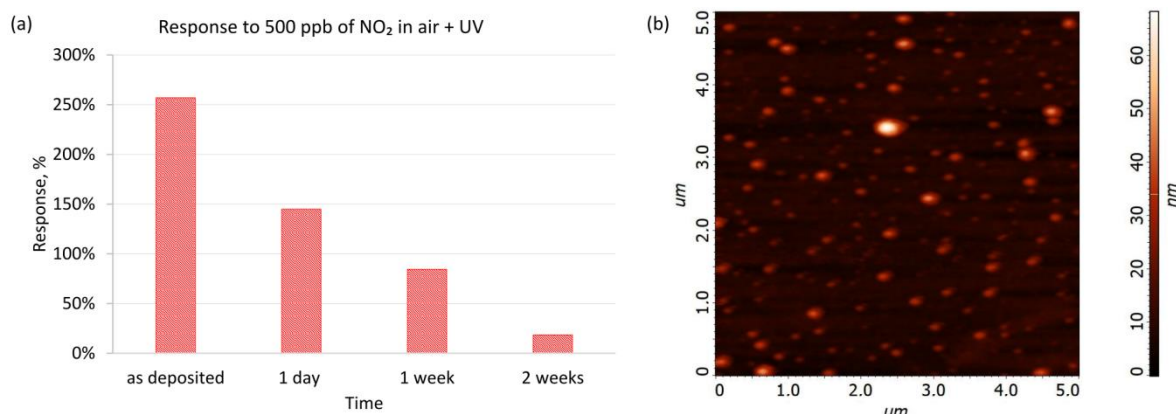 (a)
Response to 500 ppb of NO₂ in air + UV
Response, %
300%
250%
200%
150%
100%
50%
0%
as deposited 1 day 1 week 2 weeks
Time
(b)
um
5.0
4.0
3.0
2.0
1.0
0
0 1.0 2.0 3.0 4.0 5.0
um
60
50
40
30
20
10
0
nm